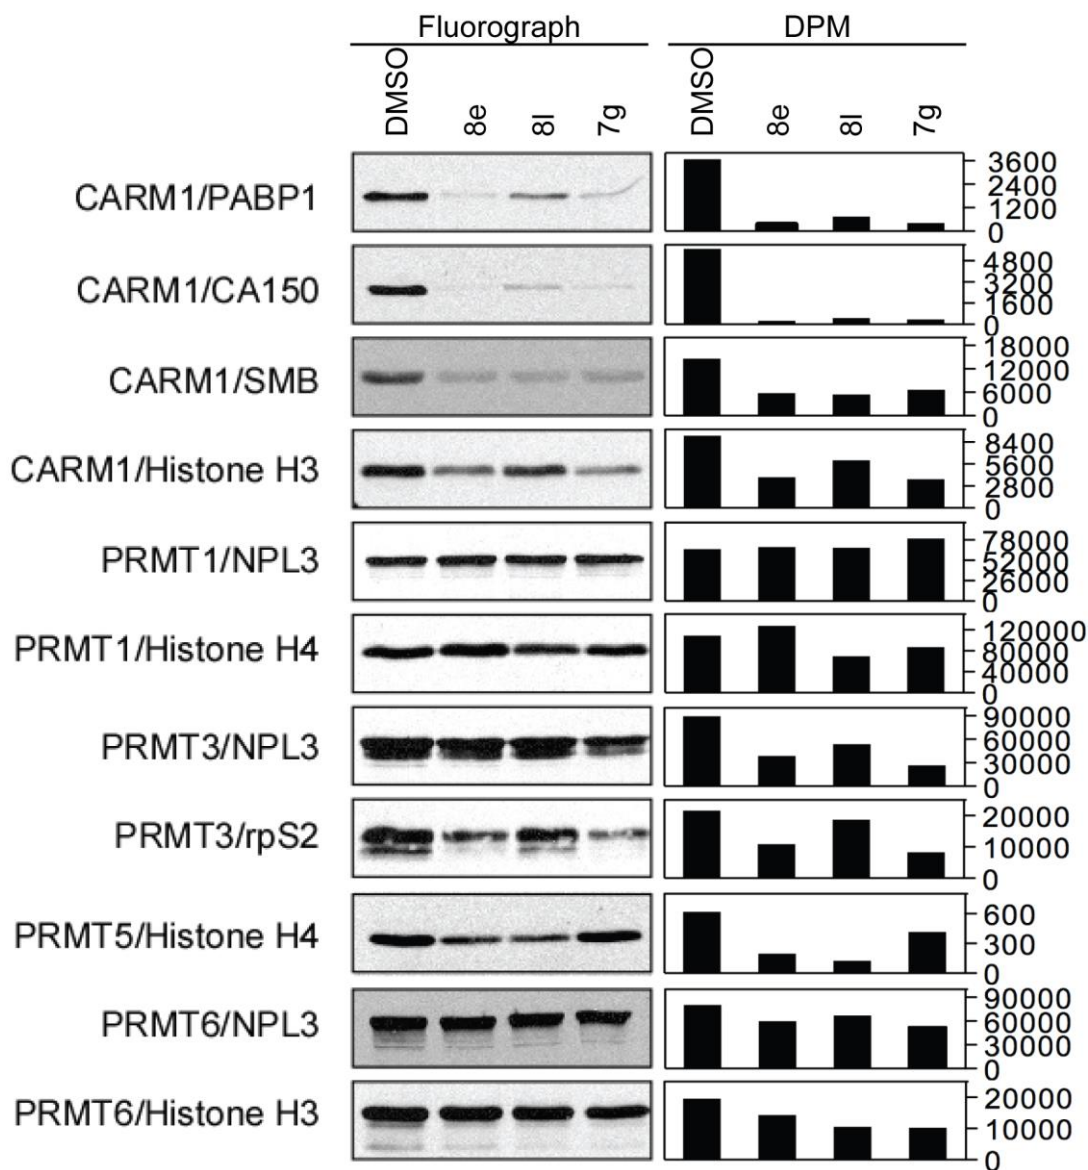 Fluorograph DPM
DMSO 8e 8l 7g DMSO 8e 8l 7g
CARM1/PABP1 3600 2400 1200 0
CARM1/CA150 4800 3200 1600 0
CARM1/SMB 18000 12000 6000 0
CARM1/Histone H3 8400 5600 2800 0
PRMT1/NPL3 78000 52000 26000 0
PRMT1/Histone H4 120000 80000 40000 0
PRMT3/NPL3 90000 60000 30000 0
PRMT3/rpS2 20000 10000 0
PRMT5/Histone H4 600 300 0
PRMT6/NPL3 90000 60000 30000 0
PRMT6/Histone H3 20000 10000 0